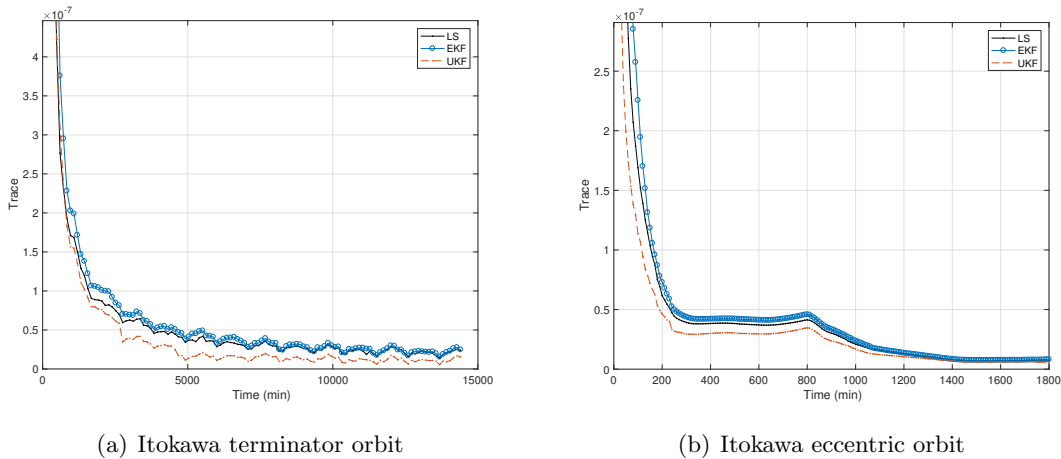 ×10⁻⁷
LS
EKF
UKF
4
3.5
3
2.5
2
1.5
1
0.5
0
Trace
0 5000 10000 15000
Time (min)
(a) Itokawa terminator orbit
×10⁻⁷
LS
EKF
UKF
2.5
2
1.5
1
0.5
0
Trace
0 200 400 600 800 1000 1200 1400 1600 1800
Time (min)
(b) Itokawa eccentric orbit